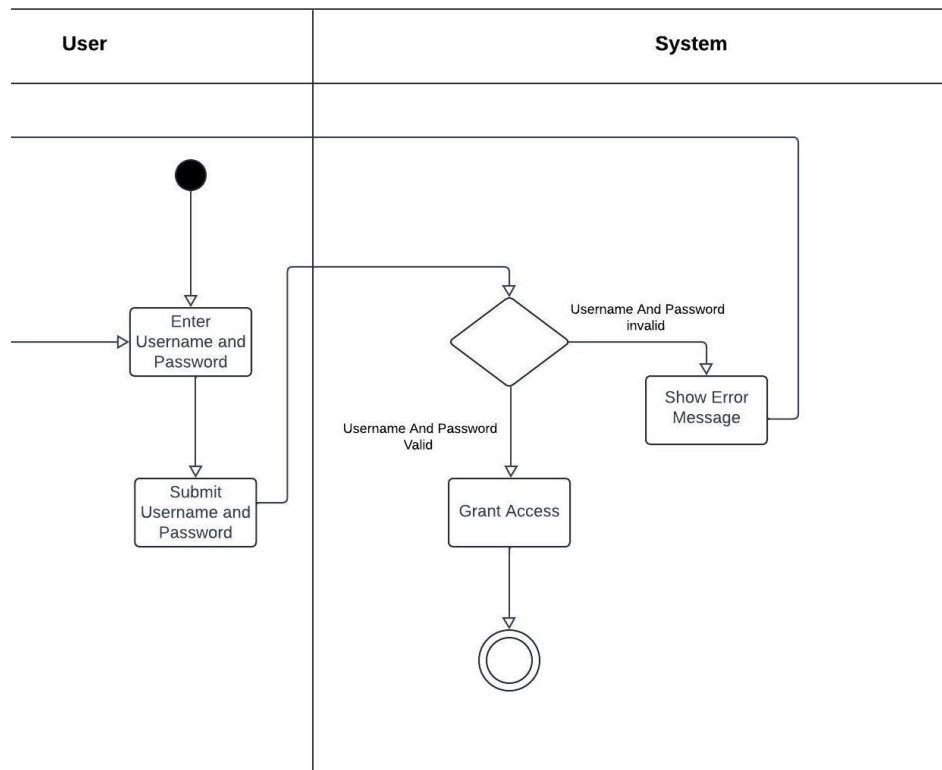 User
System
Enter
Username and
Password
Submit
Username and
Password
Username And Password
invalid
Show Error
Message
Username And Password
Valid
Grant Access